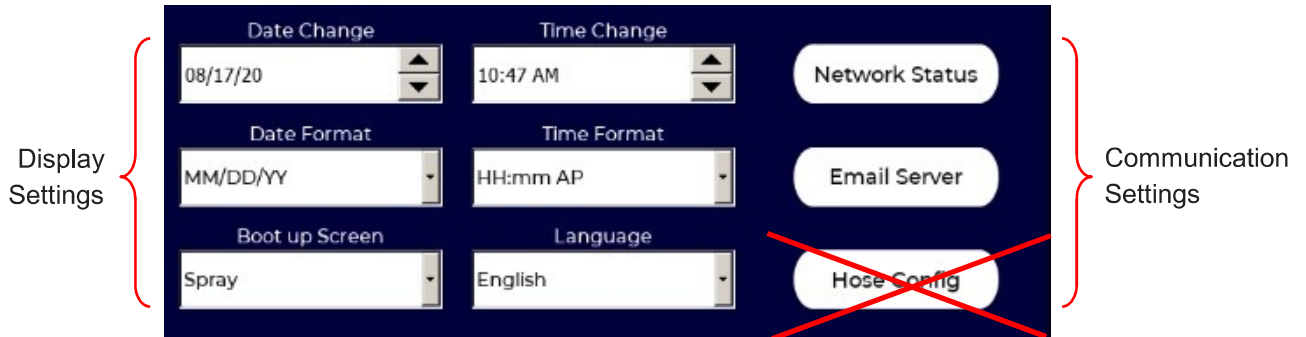 Date Change
Time Change
08/17/20
10:47 AM
Network Status
Date Format
Time Format
Display
Settings
MM/DD/YY
HH:mm AP
Email Server
Communication
Settings
Boot up Screen
Language
Spray
English
Hose Config